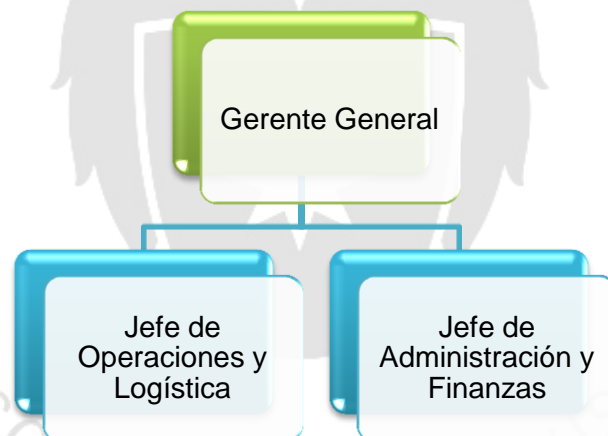 Gerente General
Jefe de
Operaciones y
Logística
Jefe de
Administración y
Finanzas